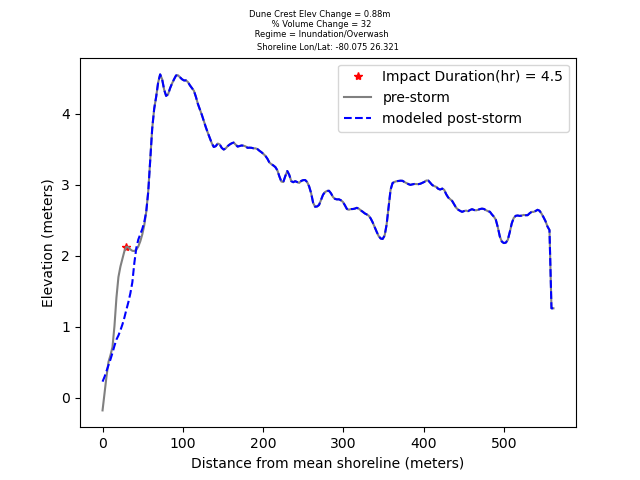 Dune Crest Elev Change = 0.88m
% Volume Change = 32
Regime = Inundation/Overwash
Shoreline Lon/Lat: -80.075 26.321
Impact Duration(hr) = 4.5
pre-storm
modeled post-storm
Elevation (meters)
4
3
2
1
0
0 100 200 300 400 500
Distance from mean shoreline (meters)